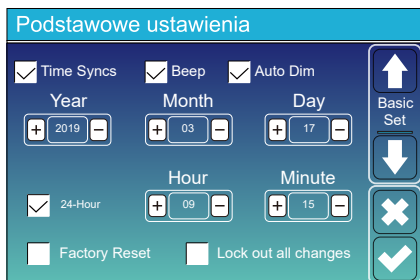 Podstawowe ustawienia
Time Syncs Beep Auto Dim
Year Month Day
+ 2019 − + 03 − + 17 −
Basic
Set
Hour Minute
24-Hour + 09 − + 15 −
Factory Reset Lock out all changes